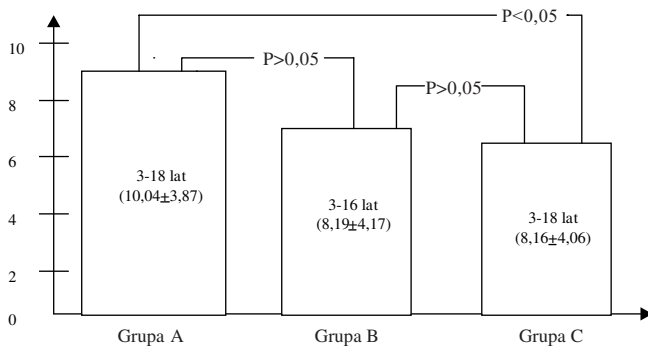 P<0,05
10
P>0,05
8
P>0,05
6
3-18 lat
(10,04±3,87)
3-16 lat
(8,19±4,17)
3-18 lat
(8,16±4,06)
4
2
0
Grupa A
Grupa B
Grupa C